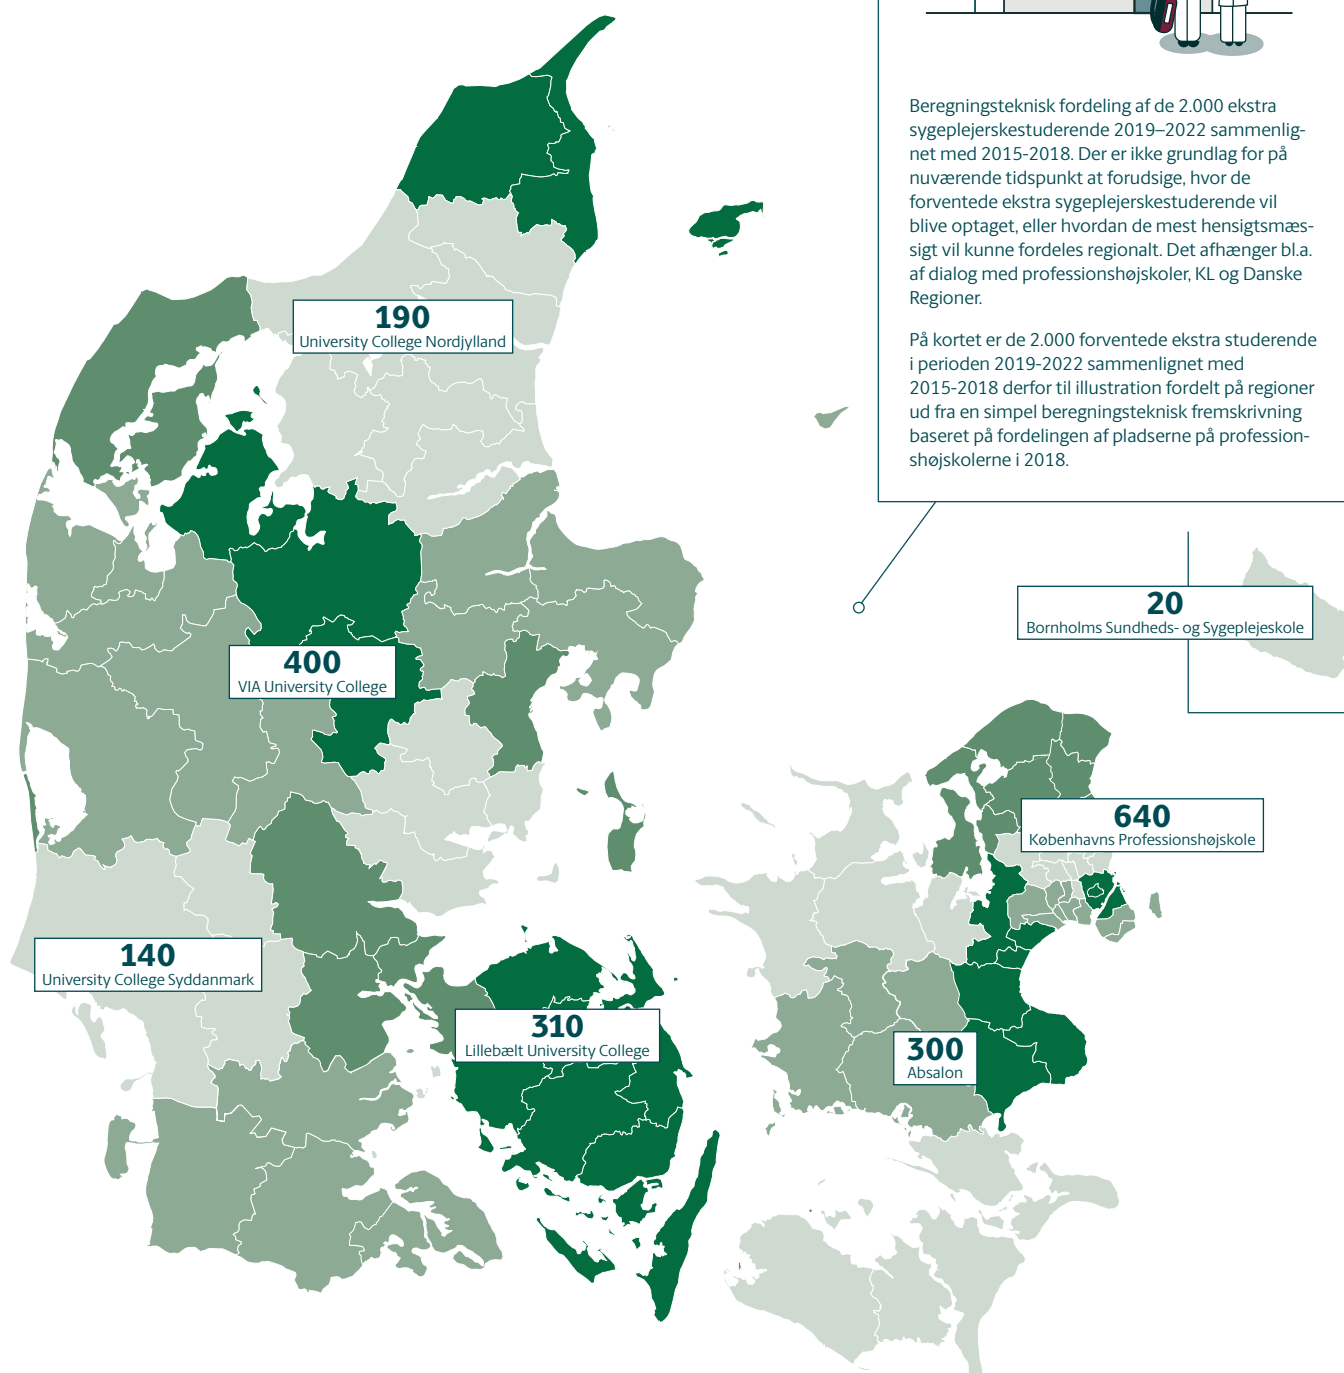 Beregningsteknisk fordeling af de 2.000 ekstra
sygeplejerskestuderende 2019–2022 sammenlig-
net med 2015-2018. Der er ikke grundlag for på
nuværende tidspunkt at forudsige, hvor de
forventede ekstra sygeplejerskestuderende vil
blive optaget, eller hvordan de mest hensigtsmæs-
sigt vil kunne fordeles regionalt. Det afhænger bl.a.
af dialog med professionshøjskoler, KL og Danske
Regioner.
På kortet er de 2.000 forventede ekstra studerende
i perioden 2019-2022 sammenlignet med
2015-2018 derfor til illustration fordelt på regioner
ud fra en simpel beregningsteknisk fremskrivning
baseret på fordelingen af pladserne på profession-
shøjskolerne i 2018.
190
University College Nordjylland
20
Bornholms Sundheds- og Sygeplejeskole
400
VIA University College
640
Københavns Professionshøjskole
140
University College Syddanmark
310
Lillebælt University College
300
Absalon